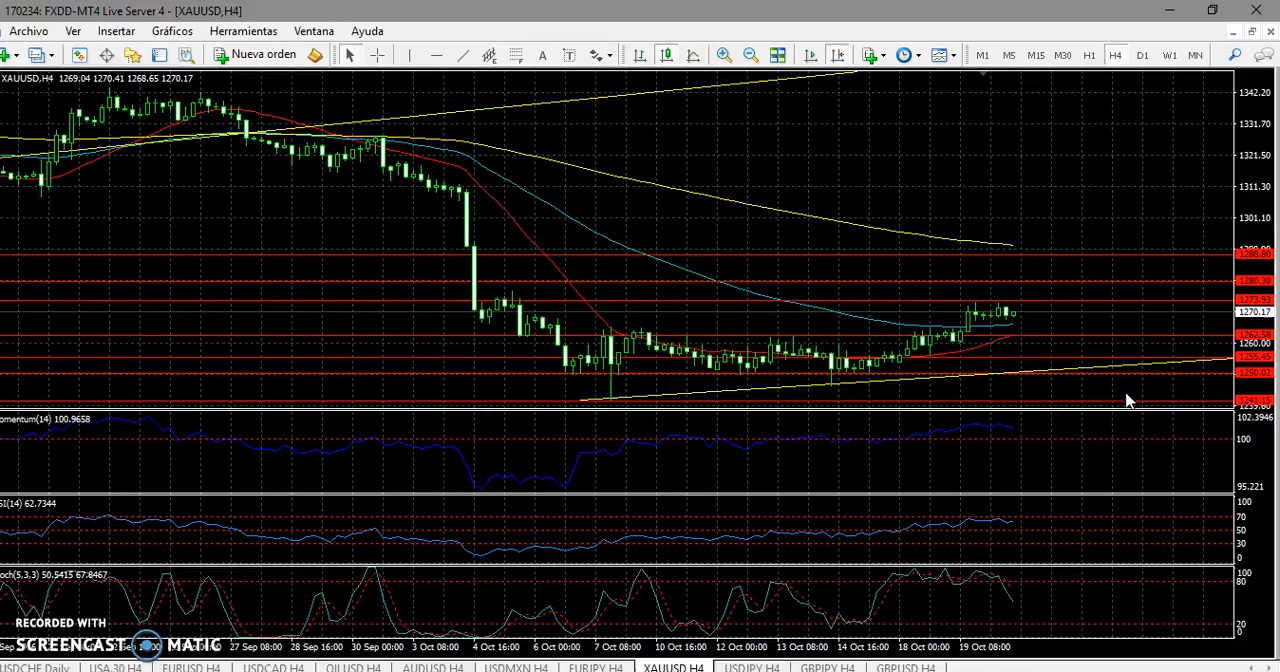 170234: FXDD-MT4 Live Server 4 - [XAUUSD,H4]
Archivo Ver Insertar Gráficos Herramientas Ventana Ayuda
Nueva orden A T M1 M5 M15 M30 H1 H4 D1 W1 MN
XAUUSD,H4 1269.04 1270.41 1268.65 1270.17
1342.20
1331.70
1321.50
1311.30
1301.10
1288.80
1280.30
1273.93
1270.17
1262.58
1260.00
1255.45
1250.02
1241.15
omentum(14) 100.9658
102.3946
100
95.221
SI(14) 62.7344
100
70
50
30
0
och(5,3,3) 50.5415 67.8467
100
80
20
0
RECORDED WITH
SCREENCAST MATIC
27 Sep 08:00 28 Sep 16:00 30 Sep 00:00 3 Oct 08:00 4 Oct 16:00 6 Oct 00:00 7 Oct 08:00 10 Oct 16:00 12 Oct 00:00 13 Oct 08:00 14 Oct 16:00 18 Oct 00:00 19 Oct 08:00
USDCHF,Daily USA.30,H4 EURUSD,H4 USDCAD,H4 OILUSD,H4 AUDUSD,H4 USDMXN,H4 EURJPY,H4 XAUUSD,H4 USDJPY,H4 GBPJPY,H4 GBPUSD,H4